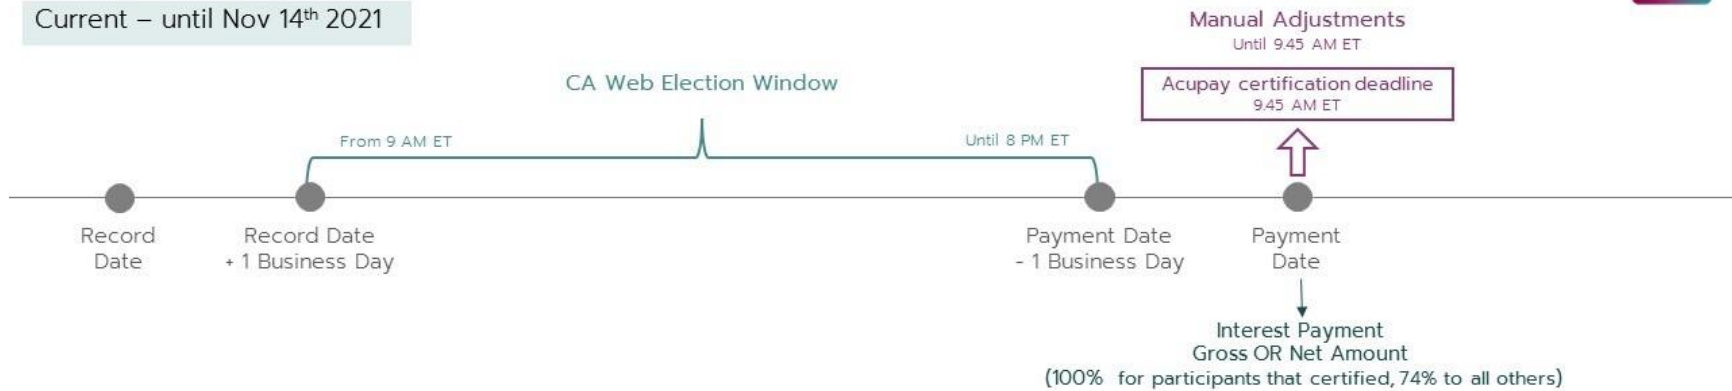 Current – until Nov 14th 2021
Manual Adjustments
Until 9.45 AM ET
CA Web Election Window
Acupay certification deadline
9.45 AM ET
From 9 AM ET
Until 8 PM ET
Record
Date
Record Date
+ 1 Business Day
Payment Date
- 1 Business Day
Payment
Date
Interest Payment
Gross OR Net Amount
(100% for participants that certified, 74% to all others)